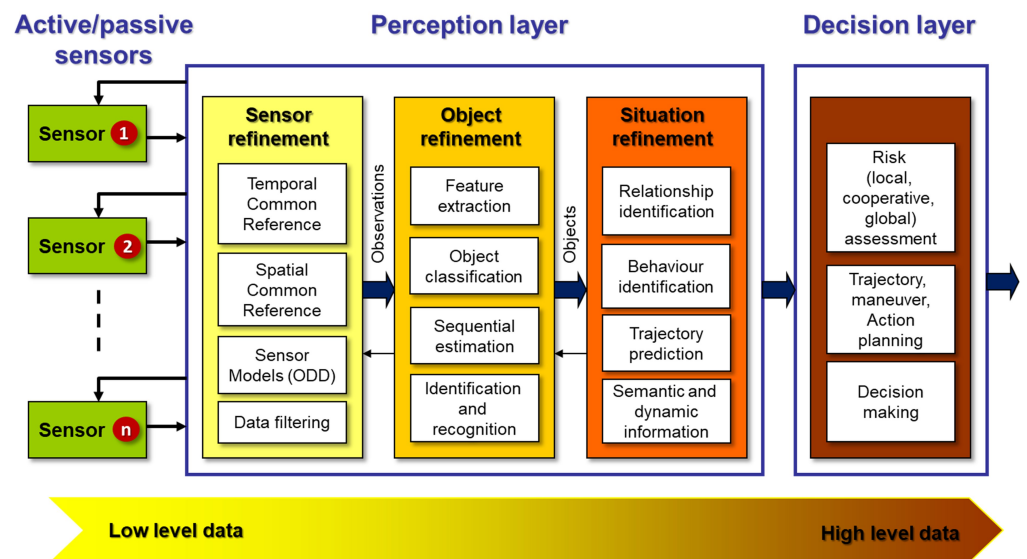 Active/passive
sensors
Perception layer
Decision layer
Sensor 1
Sensor 2
Sensor n
Sensor
refinement
Temporal
Common
Reference
Spatial
Common
Reference
Sensor
Models (ODD)
Data filtering
Observations
Object
refinement
Feature
extraction
Object
classification
Sequential
estimation
Identification
and
recognition
Objects
Situation
refinement
Relationship
identification
Behaviour
identification
Trajectory
prediction
Semantic and
dynamic
information
Risk
(local,
cooperative,
global)
assessment
Trajectory,
maneuver,
Action
planning
Decision
making
Low level data
High level data